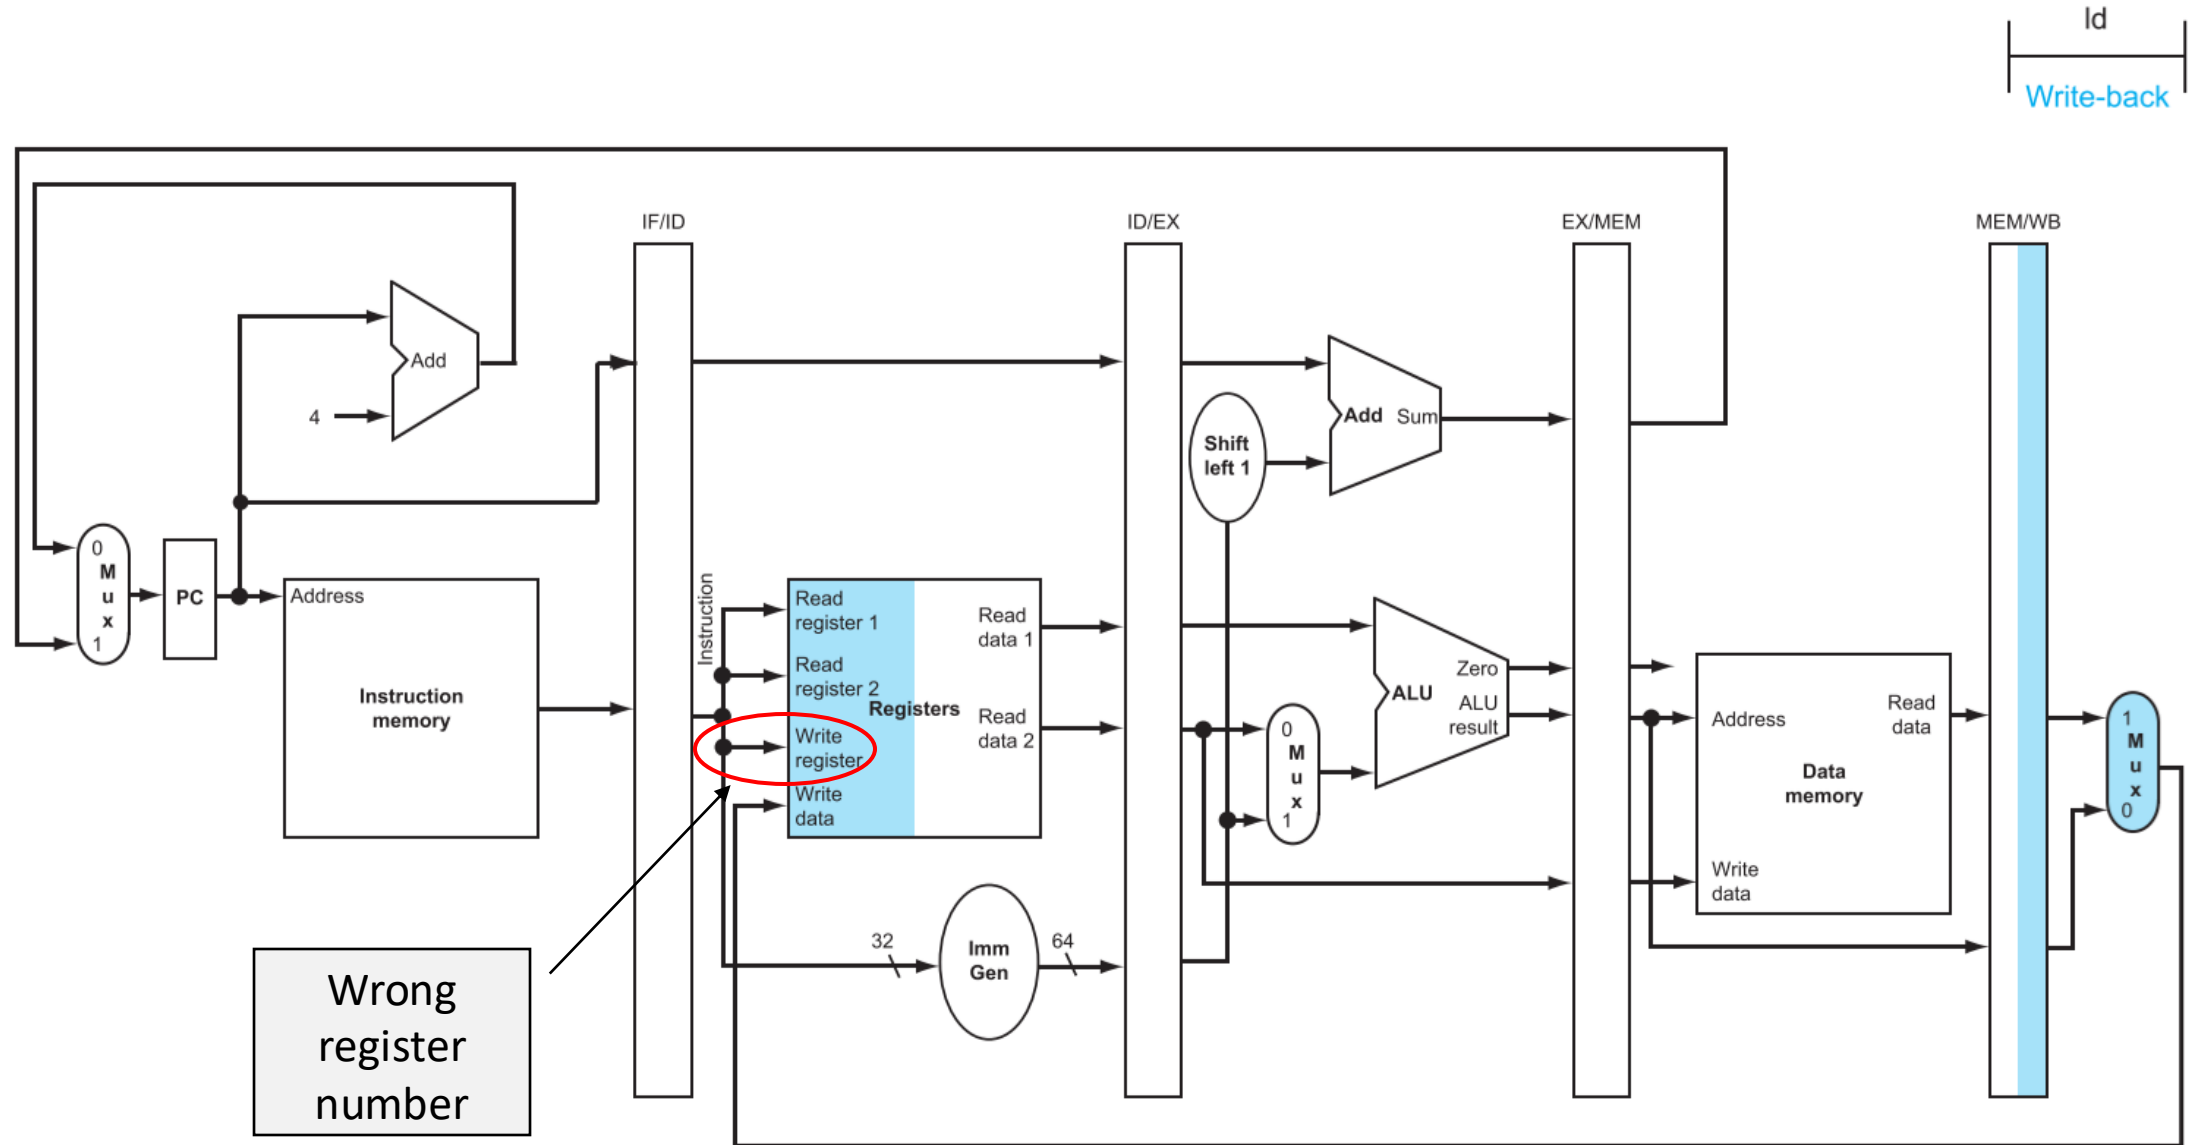 ld
Write-back
IF/ID
ID/EX
EX/MEM
MEM/WB
Add
4
Add Sum
Shift
left 1
0
M
u
x
1
PC
Address
Instruction
memory
Instruction
Read
register 1
Read
register 2
Registers
Write
register
Write
data
Read
data 1
Read
data 2
0
M
u
x
1
Zero
ALU
ALU
result
Address
Read
data
Data
memory
Write
data
1
M
u
x
0
32
Imm
Gen
64
Wrong
register
number